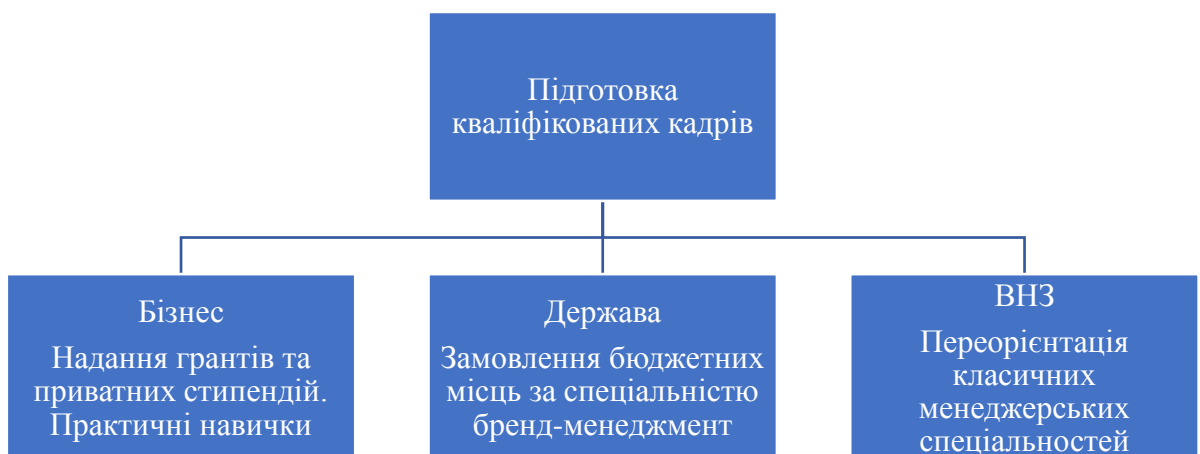 Підготовка
кваліфікованих кадрів
Бізнес
Надання грантів та
приватних стипендій.
Практичні навички
Держава
Замовлення бюджетних
місць за спеціальністю
бренд-менеджмент
ВНЗ
Переорієнтація
класичних
менеджерських
спеціальностей